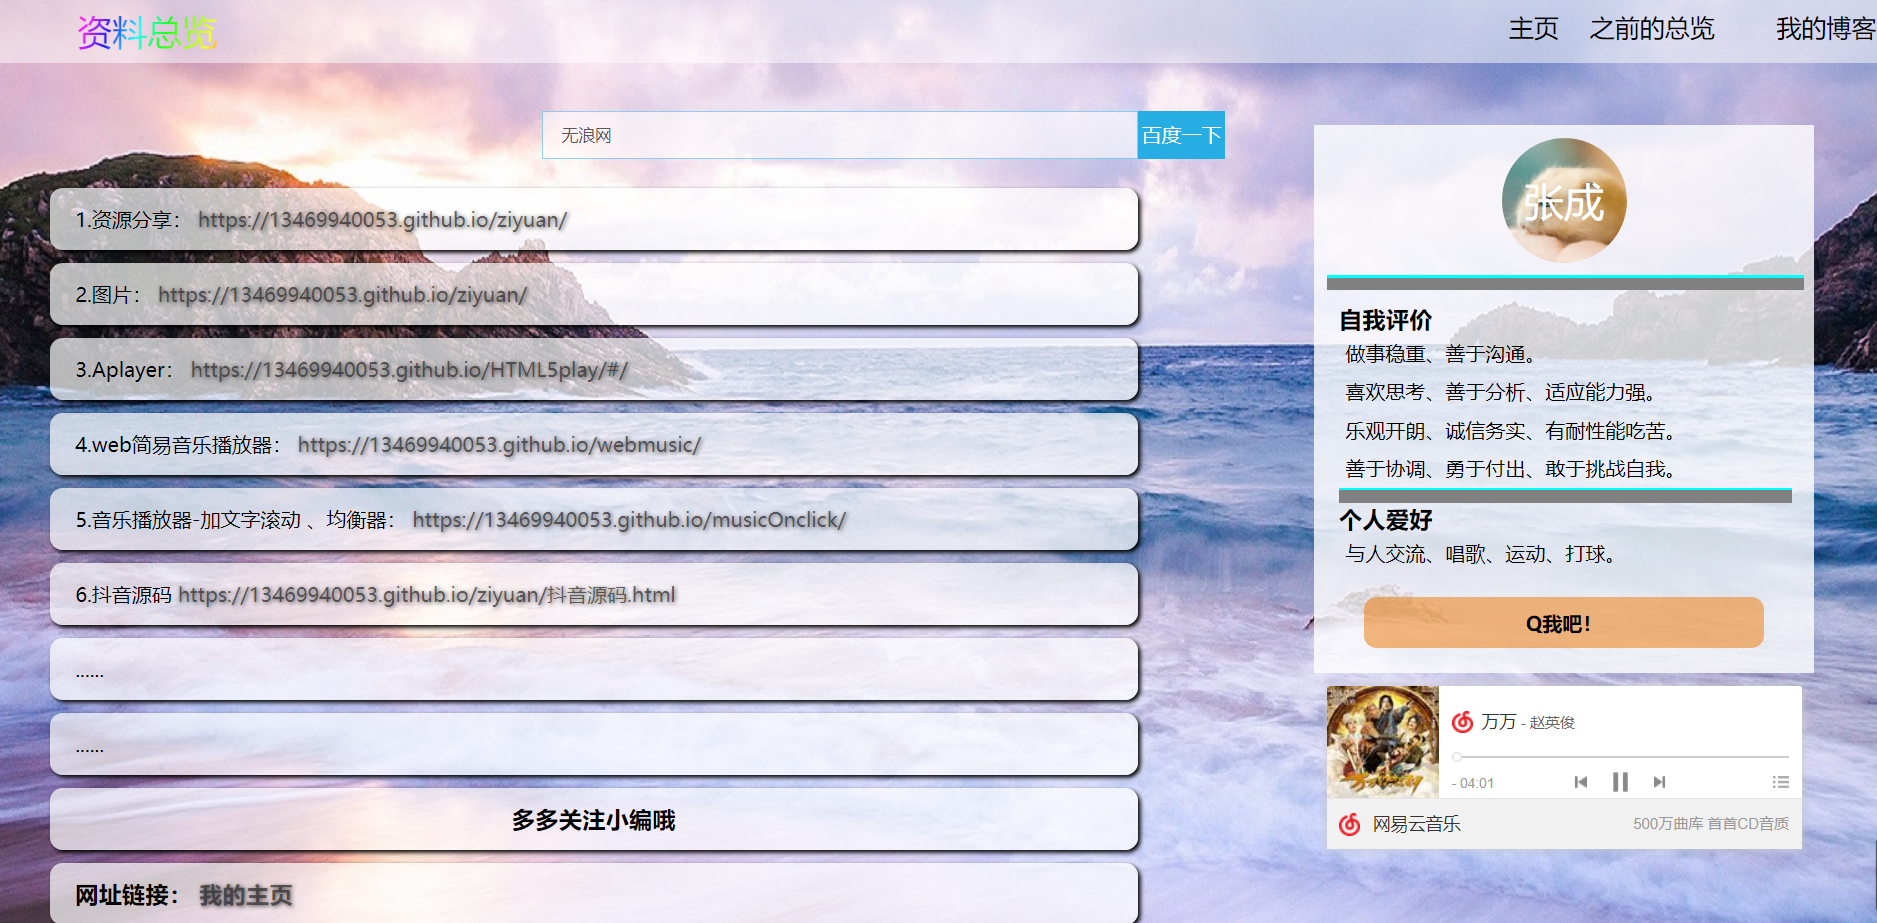 资料总览
主页 之前的总览 我的博客
无浪网 百度一下
1.资源分享： https://13469940053.github.io/ziyuan/
2.图片： https://13469940053.github.io/ziyuan/
3.Aplayer： https://13469940053.github.io/HTML5play/#/
4.web简易音乐播放器： https://13469940053.github.io/webmusic/
5.音乐播放器-加文字滚动 、均衡器： https://13469940053.github.io/musicOnclick/
6.抖音源码 https://13469940053.github.io/ziyuan/抖音源码.html
......
......
多多关注小编哦
网址链接： 我的主页
张成
自我评价
做事稳重、善于沟通。
喜欢思考、善于分析、适应能力强。
乐观开朗、诚信务实、有耐性能吃苦。
善于协调、勇于付出、敢于挑战自我。
个人爱好
与人交流、唱歌、运动、打球。
Q我吧！
万万 - 赵英俊
- 04:01
网易云音乐 500万曲库 首首CD音质